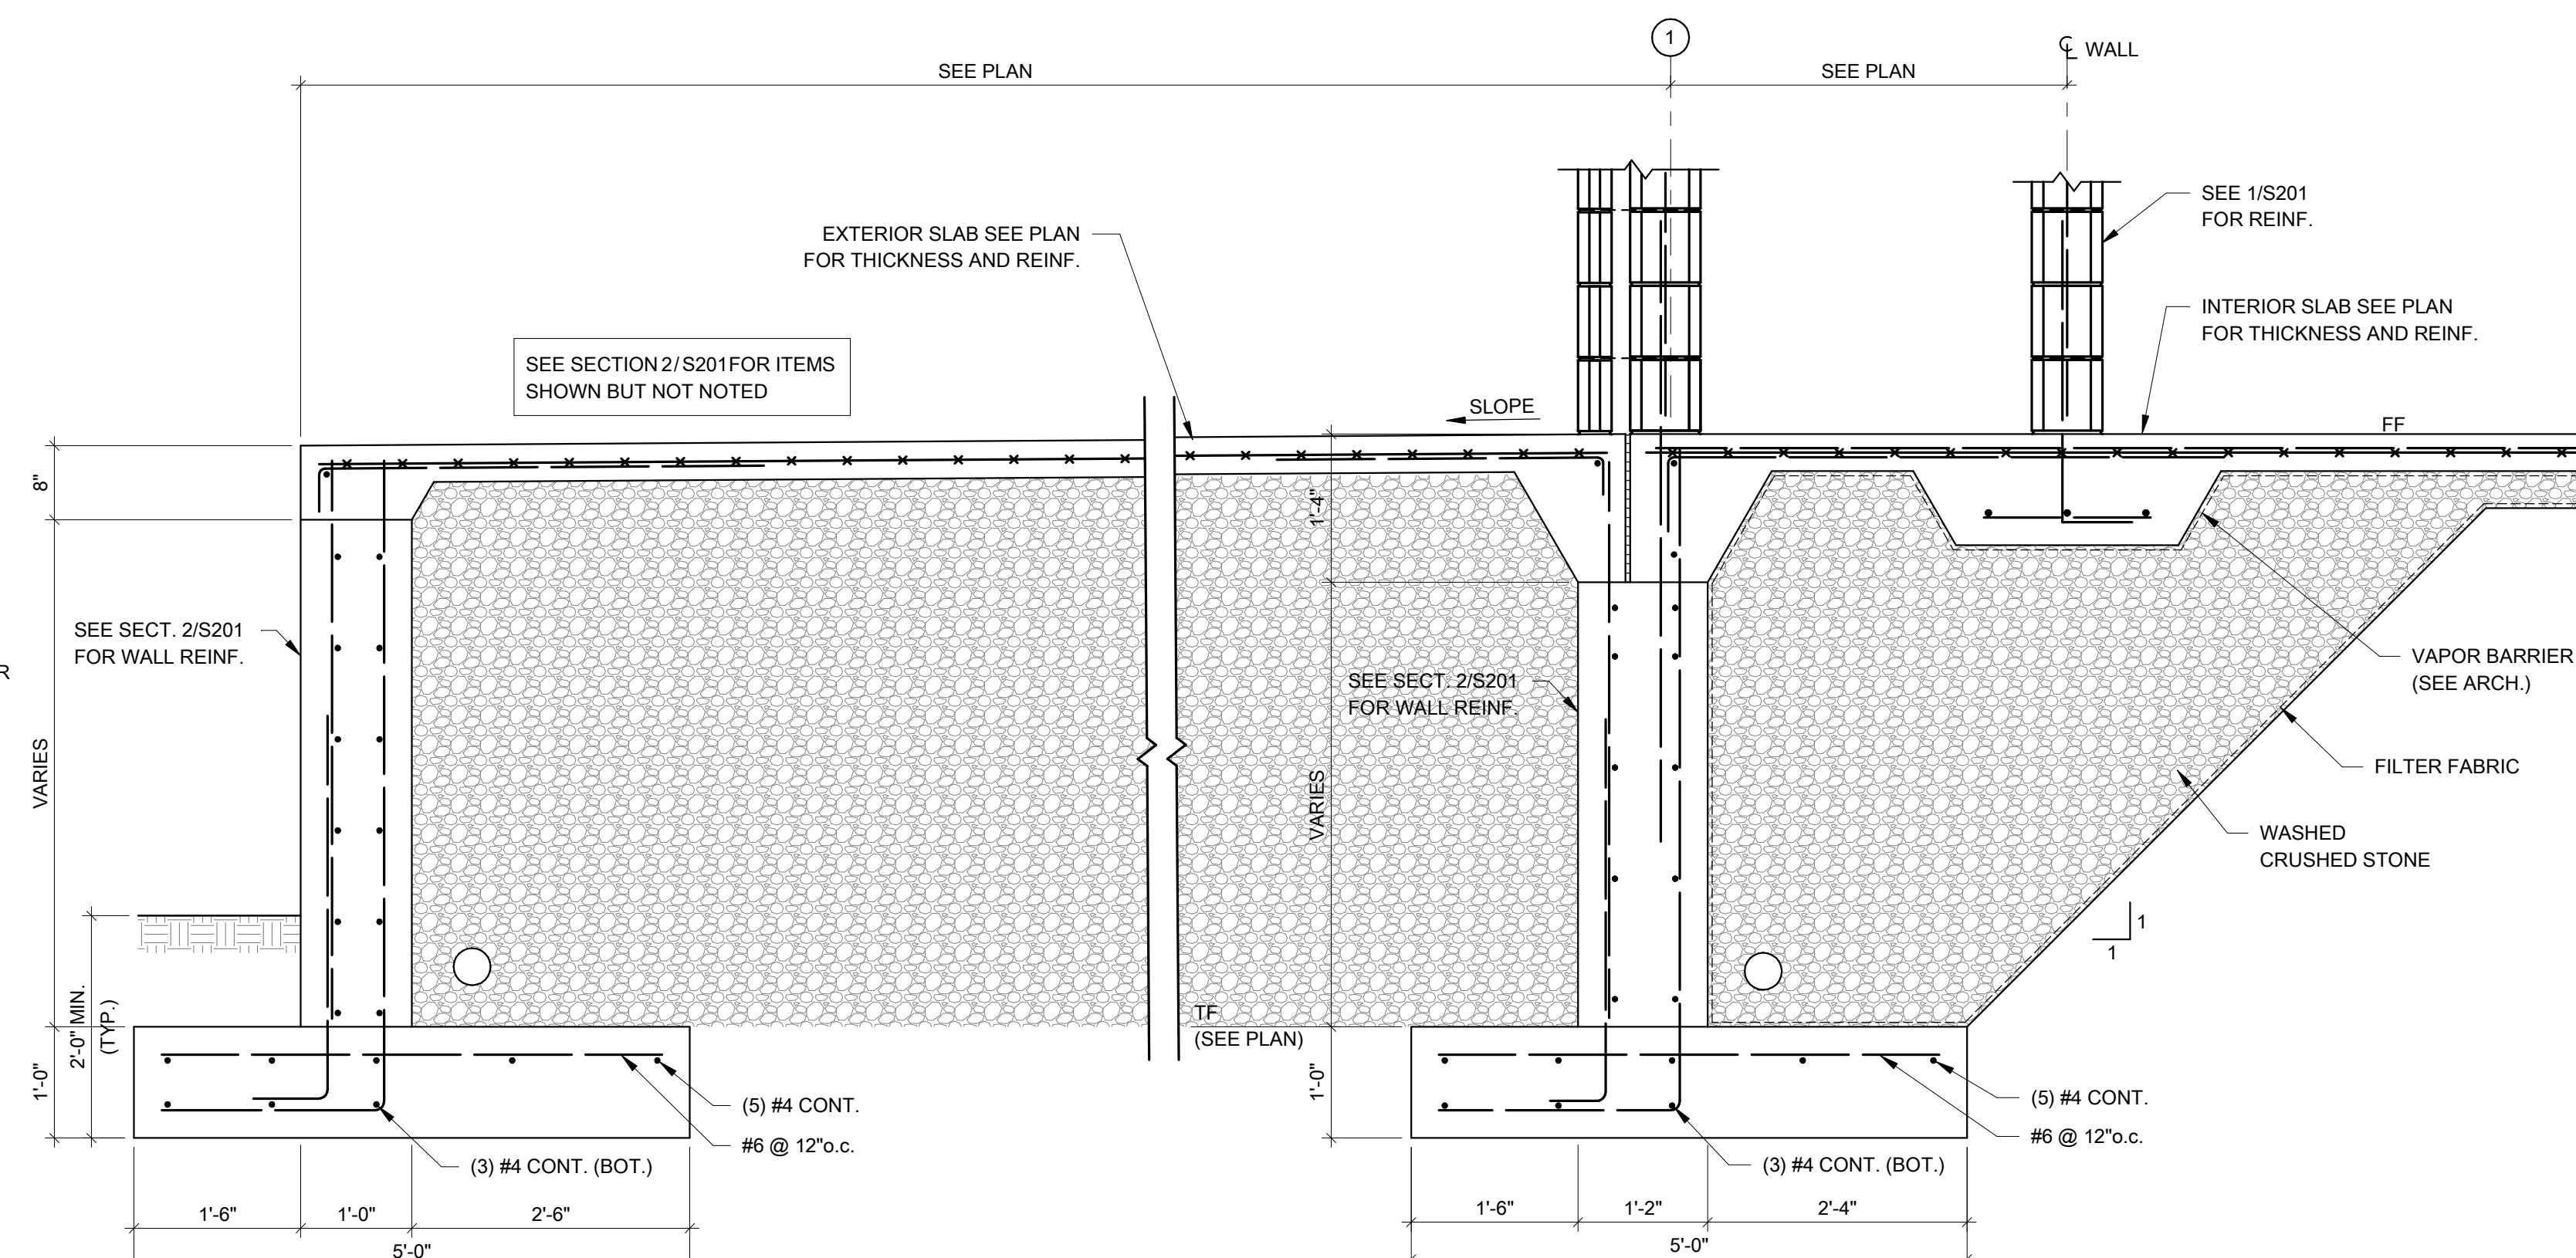 1
WALL
SEE PLAN
SEE PLAN
SEE 1/S201
FOR REINF.
EXTERIOR SLAB SEE PLAN
FOR THICKNESS AND REINF.
INTERIOR SLAB SEE PLAN
FOR THICKNESS AND REINF.
SEE SECTION 2/S201 FOR ITEMS
SHOWN BUT NOT NOTED
SLOPE
FF
8"
1'-4"
SEE SECT. 2/S201
FOR WALL REINF.
R
SEE SECT. 2/S201
FOR WALL REINF.
VAPOR BARRIER
(SEE ARCH.)
VARIES
VARIES
FILTER FABRIC
WASHED
CRUSHED STONE
1
1
2'-0" MIN.
(TYP.)
TF
(SEE PLAN)
1'-0"
1'-0"
(5) #4 CONT.
#6 @ 12"o.c.
(3) #4 CONT. (BOT.)
(5) #4 CONT.
#6 @ 12"o.c.
(3) #4 CONT. (BOT.)
1'-6"
1'-0"
2'-6"
5'-0"
1'-6"
1'-2"
2'-4"
5'-0"